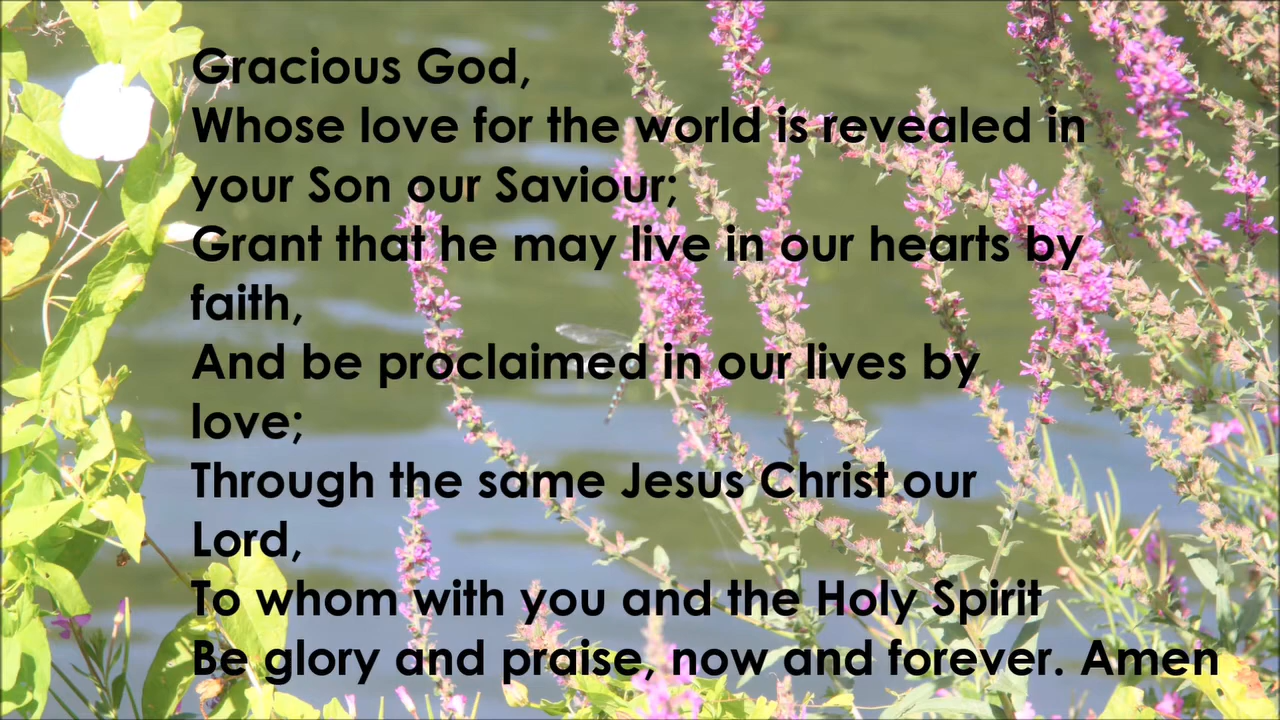 Gracious God,
Whose love for the world is revealed in
your Son our Saviour;
Grant that he may live in our hearts by
faith,
And be proclaimed in our lives by
love;
Through the same Jesus Christ our
Lord,
To whom with you and the Holy Spirit
Be glory and praise, now and forever. Amen